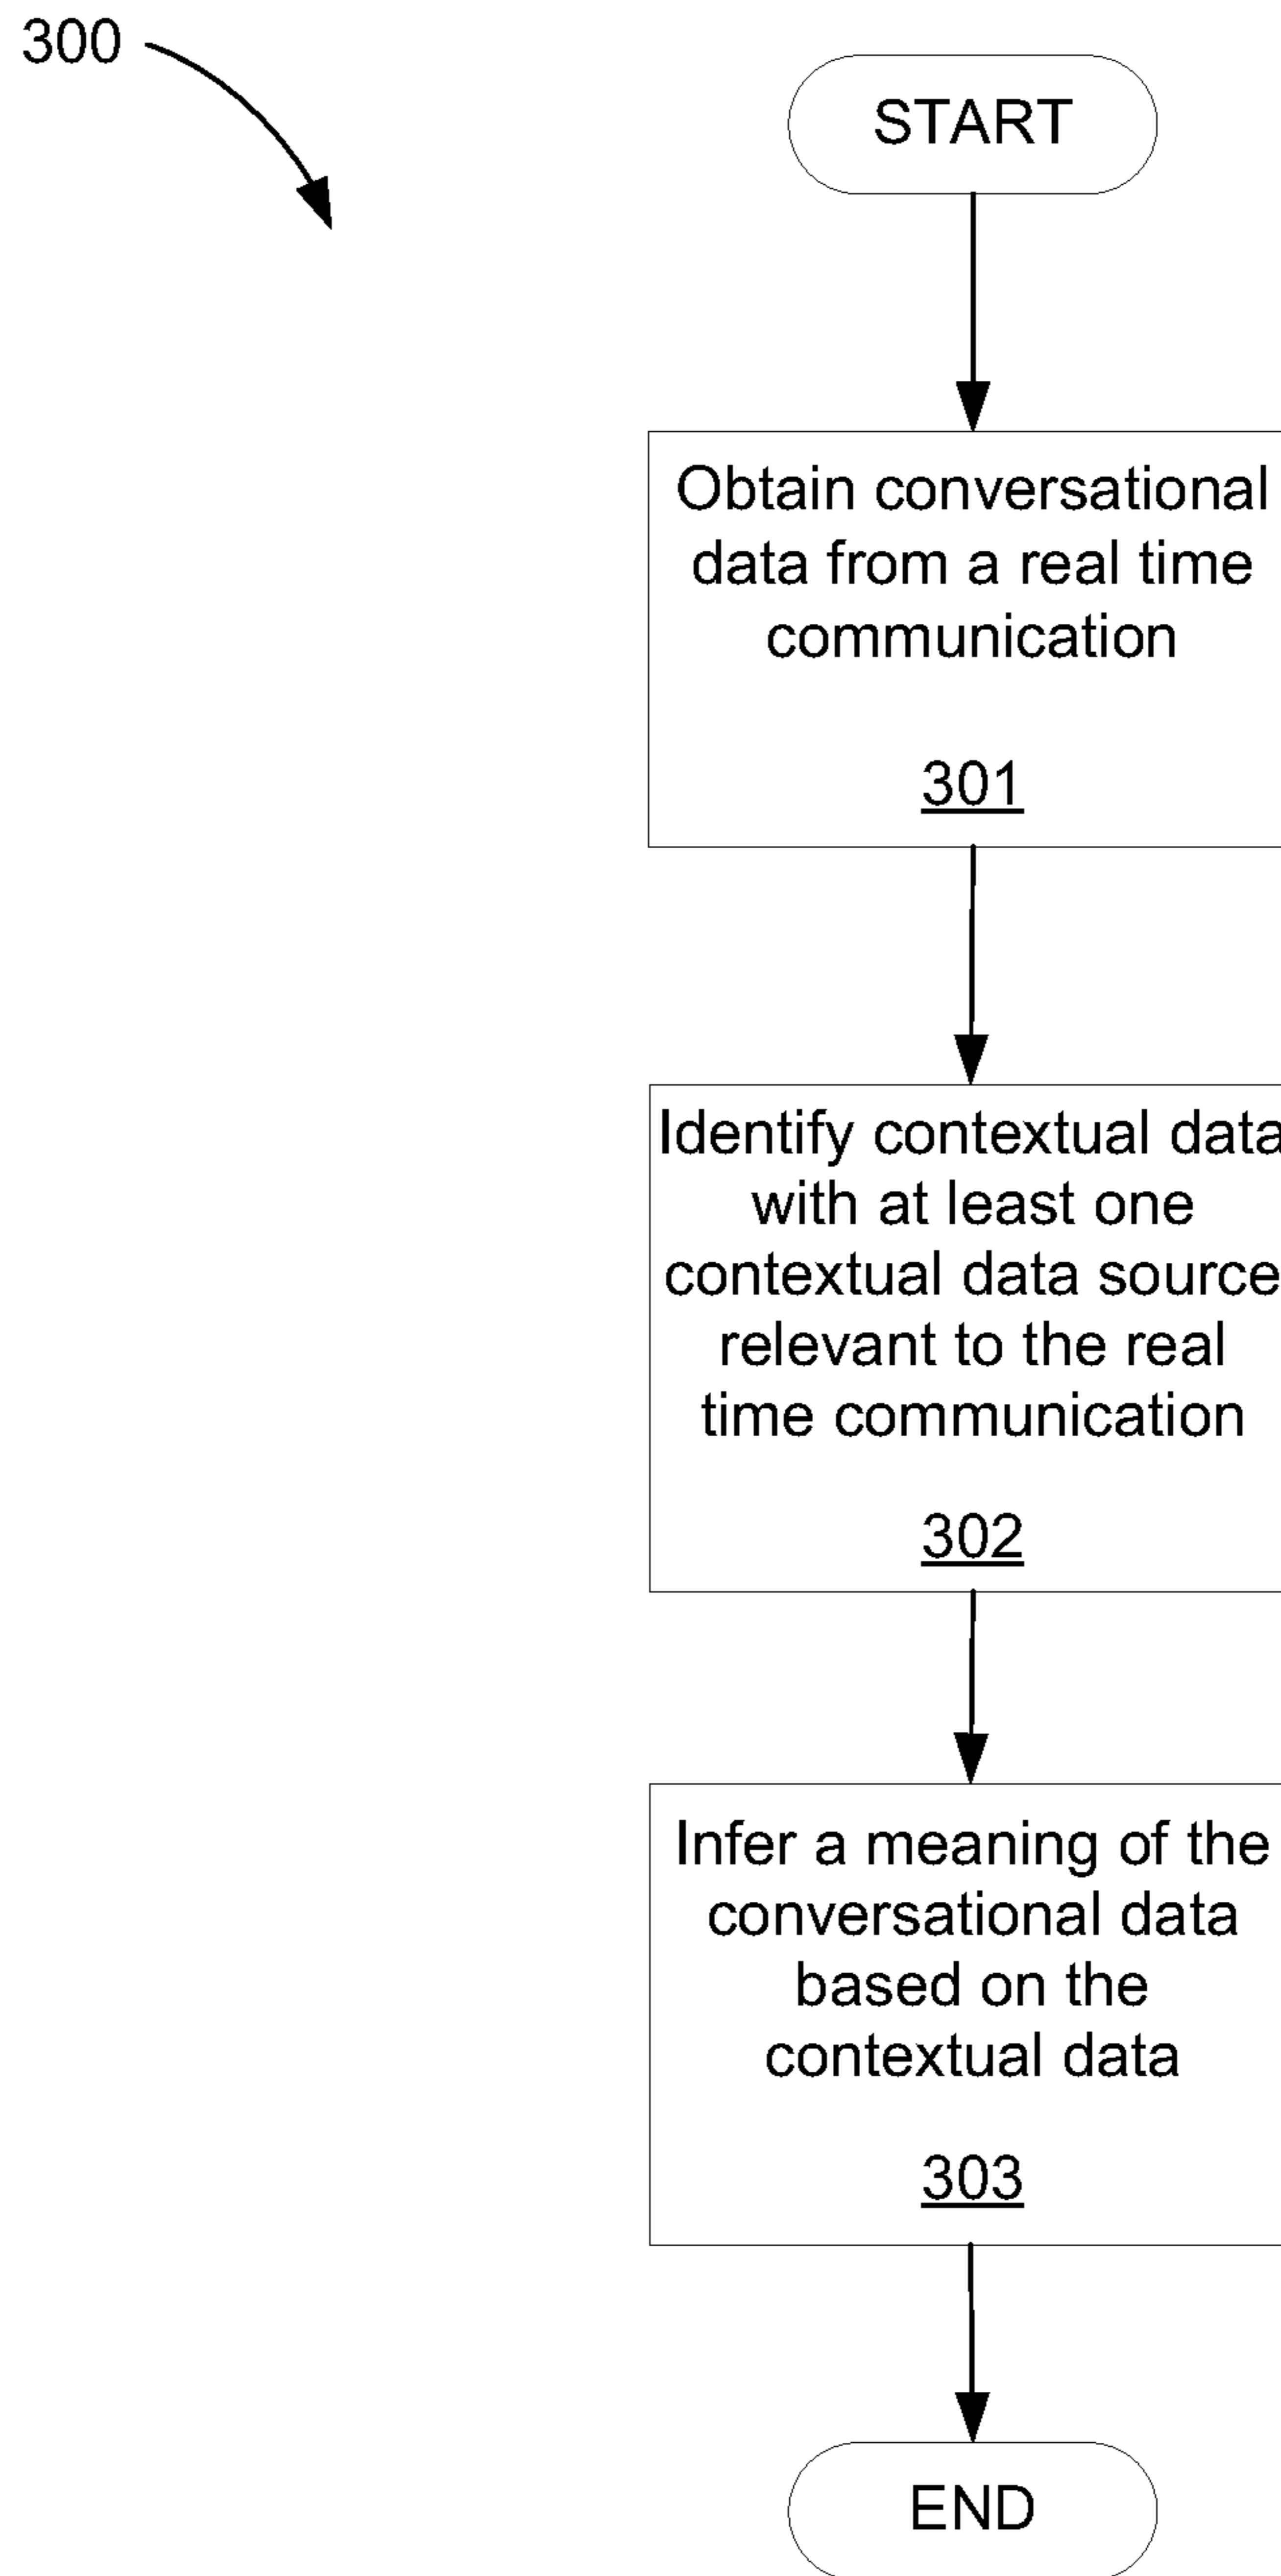 300
START
Obtain conversational
data from a real time
communication
301
Identify contextual data
with at least one
contextual data source
relevant to the real
time communication
302
Infer a meaning of the
conversational data
based on the
contextual data
303
END